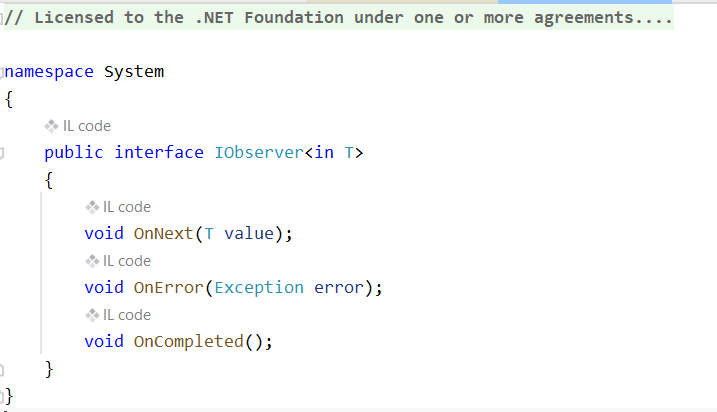 // Licensed to the .NET Foundation under one or more agreements....
namespace System
{
IL code
public interface IObserver<in T>
{
IL code
void OnNext(T value);
IL code
void OnError(Exception error);
IL code
void OnCompleted();
}
}